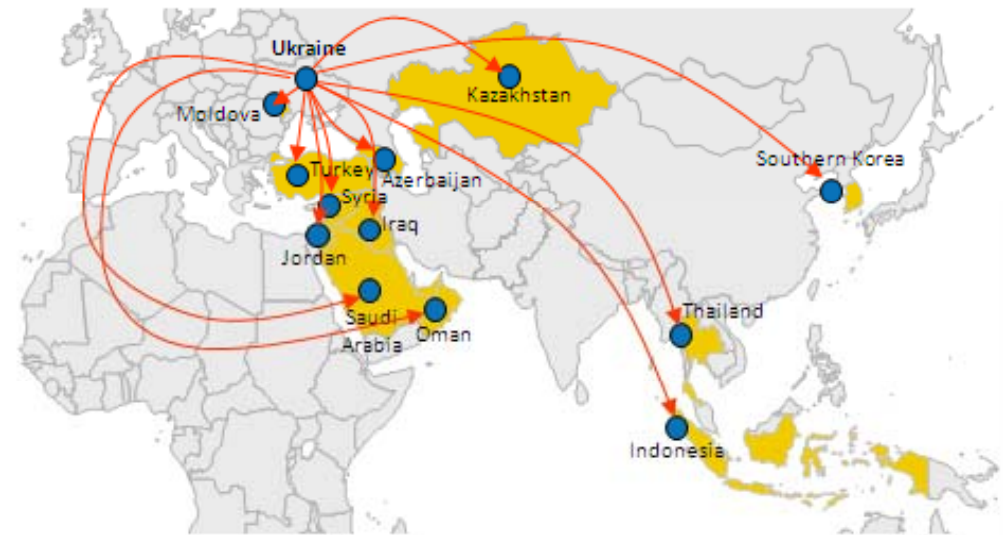 Ukraine
Kazakhstan
Moldova
Southern Korea
Turkey
Azerbaijan
Syria
Iraq
Jordan
Saudi
Arabia
Oman
Thailand
Indonesia